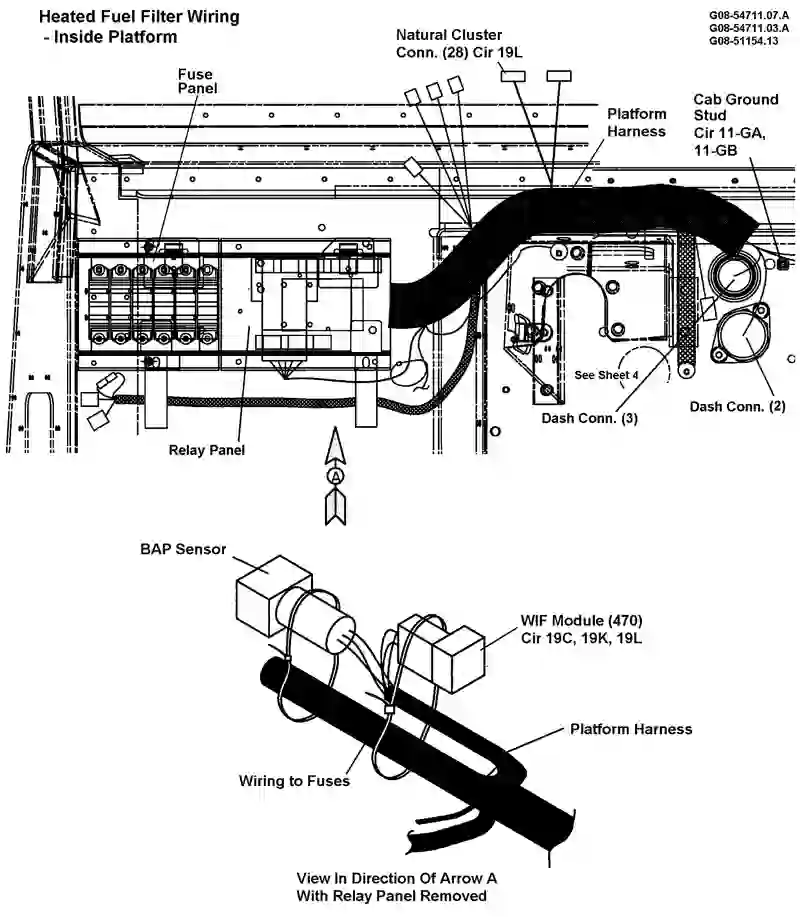 Heated Fuel Filter Wiring
- Inside Platform
G08-54711.07.A
G08-54711.03.A
G08-51154.13
Natural Cluster
Conn. (28) Cir 19L
Fuse
Panel
Platform
Harness
Cab Ground
Stud
Cir 11-GA,
11-GB
See Sheet 4
Dash Conn. (3)
Dash Conn. (2)
Relay Panel
A
BAP Sensor
WIF Module (470)
Cir 19C, 19K, 19L
Platform Harness
Wiring to Fuses
View In Direction Of Arrow A
With Relay Panel Removed